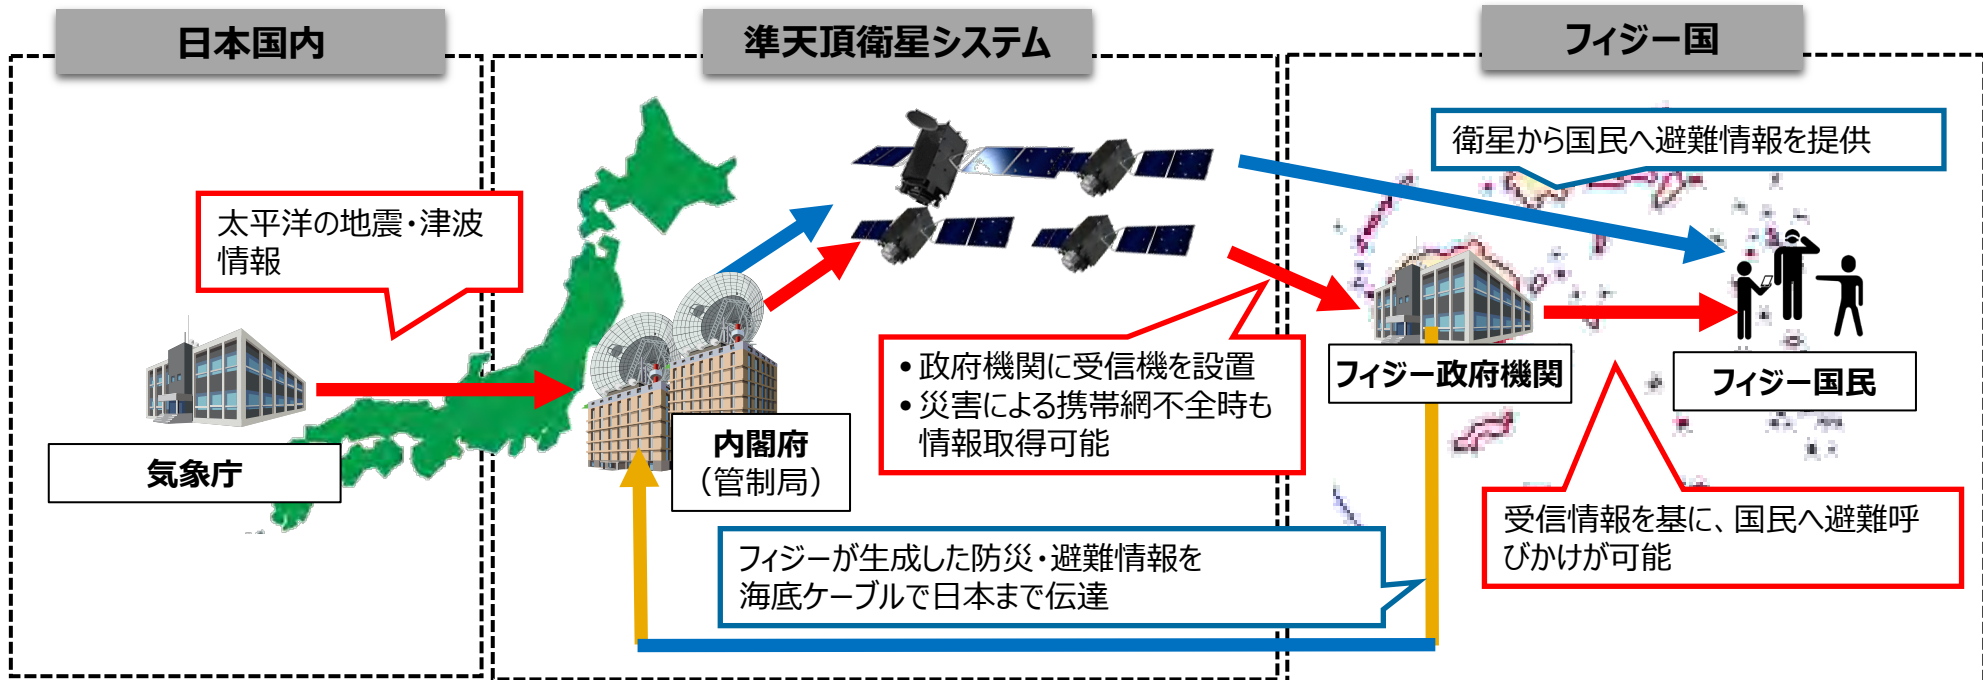 日本国内
準天頂衛星システム
フィジー国
衛星から国民へ避難情報を提供
太平洋の地震・津波
情報
・政府機関に受信機を設置
・災害による携帯網不全時も
情報取得可能
フィジー政府機関
フィジー国民
気象庁
内閣府
（管制局）
受信情報を基に、国民へ避難呼
びかけが可能
フィジーが生成した防災・避難情報を
海底ケーブルで日本まで伝達